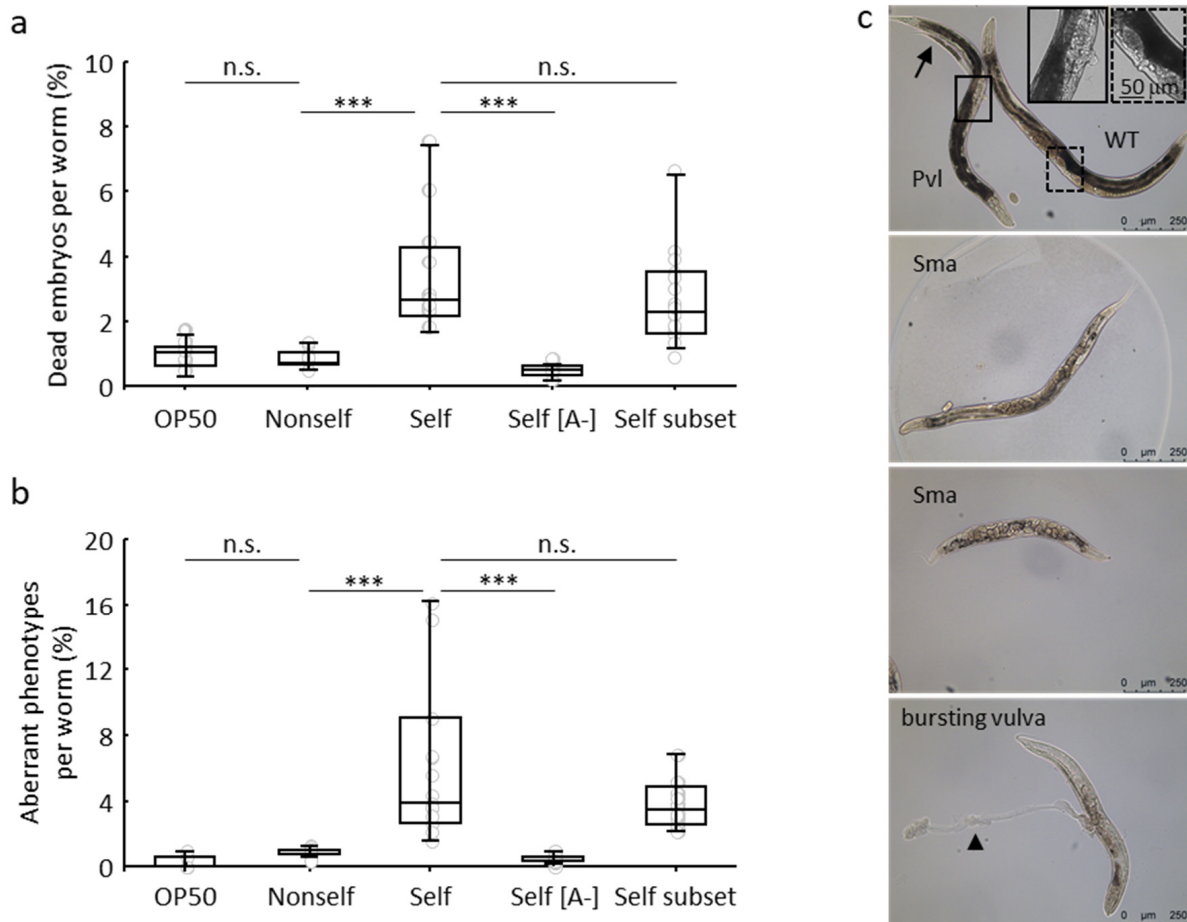 a
Dead embryos per worm (%)
10
8
6
4
2
0
n.s.
n.s.
***
***
OP50 Nonself Self Self [A-] Self subset
b
Aberrant phenotypes
per worm (%)
20
16
12
8
4
0
n.s.
n.s.
***
***
OP50 Nonself Self Self [A-] Self subset
c
50 µm
WT
Pvl
0 µm 250
Sma
0 µm 250
Sma
0 µm 250
bursting vulva
0 µm 250